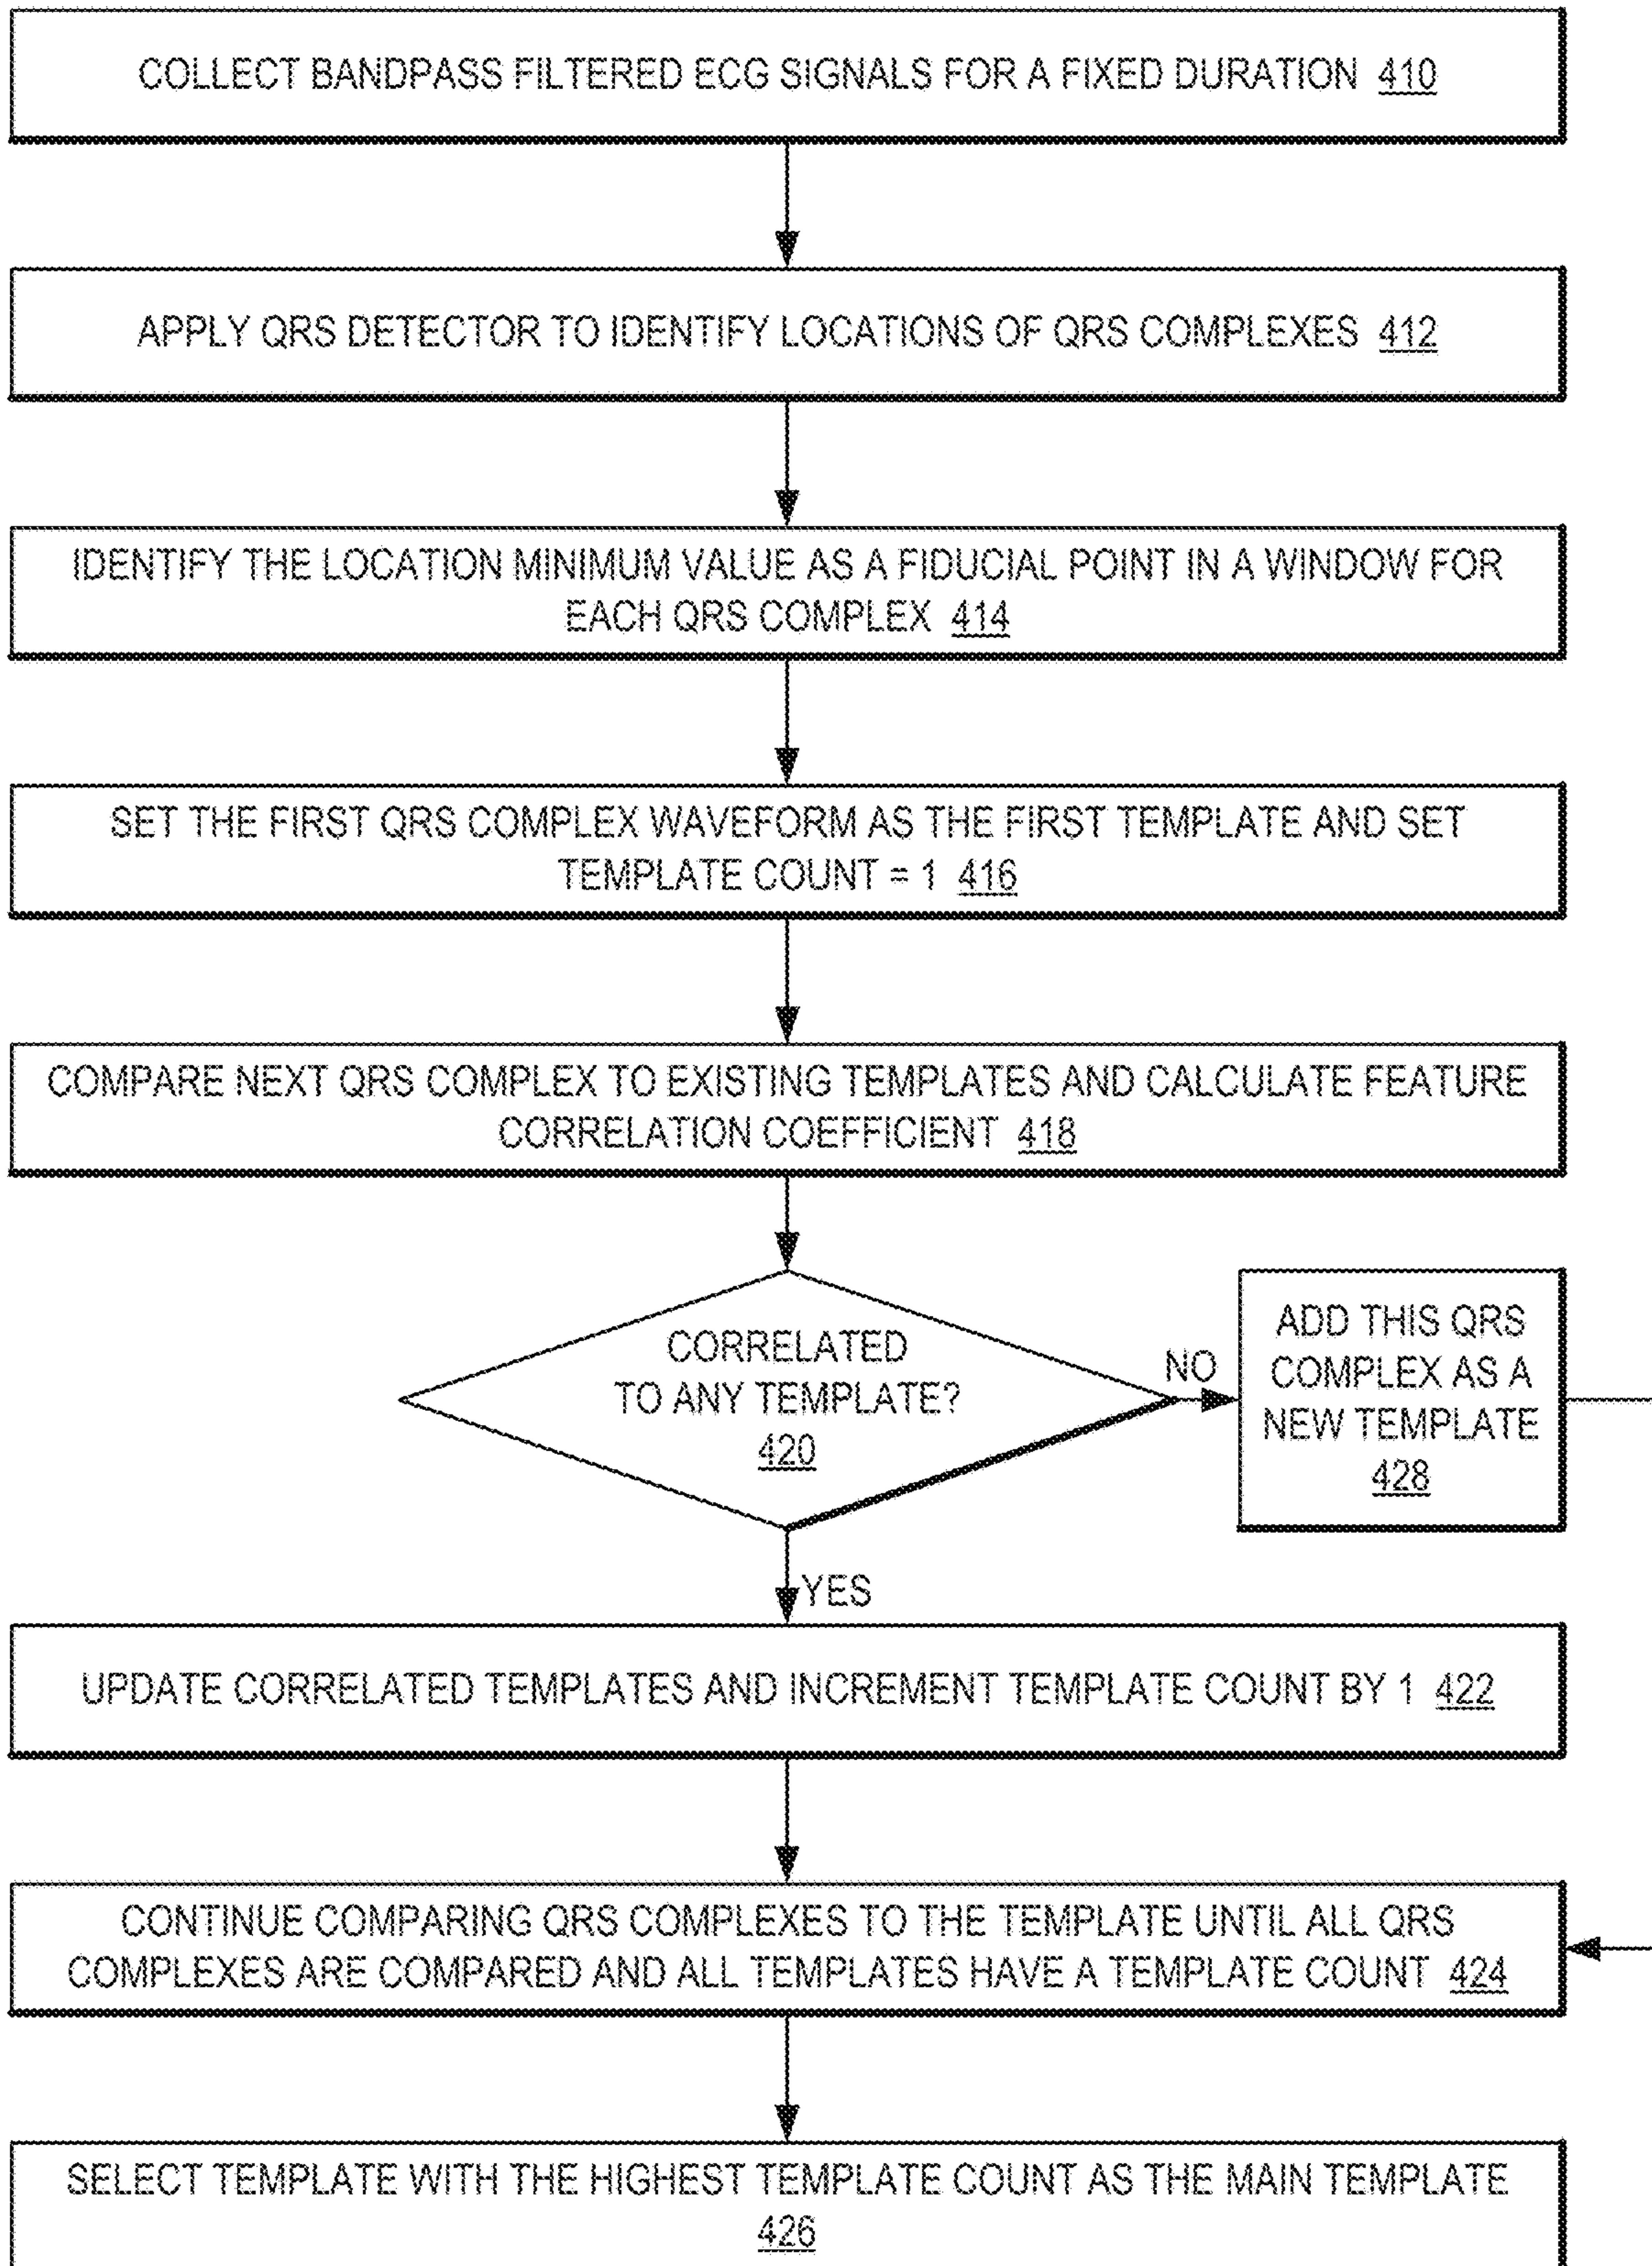 COLLECT BANDPASS FILTERED ECG SIGNALS FOR A FIXED DURATION 410
APPLY QRS DETECTOR TO IDENTIFY LOCATIONS OF QRS COMPLEXES 412
IDENTIFY THE LOCATION MINIMUM VALUE AS A FIDUCIAL POINT IN A WINDOW FOR
EACH QRS COMPLEX 414
SET THE FIRST QRS COMPLEX WAVEFORM AS THE FIRST TEMPLATE AND SET
TEMPLATE COUNT = 1 416
COMPARE NEXT QRS COMPLEX TO EXISTING TEMPLATES AND CALCULATE FEATURE
CORRELATION COEFFICIENT 418
CORRELATED
TO ANY TEMPLATE?
420
NO
ADD THIS QRS
COMPLEX AS A
NEW TEMPLATE
428
YES
UPDATE CORRELATED TEMPLATES AND INCREMENT TEMPLATE COUNT BY 1 422
CONTINUE COMPARING QRS COMPLEXES TO THE TEMPLATE UNTIL ALL QRS
COMPLEXES ARE COMPARED AND ALL TEMPLATES HAVE A TEMPLATE COUNT 424
SELECT TEMPLATE WITH THE HIGHEST TEMPLATE COUNT AS THE MAIN TEMPLATE
426